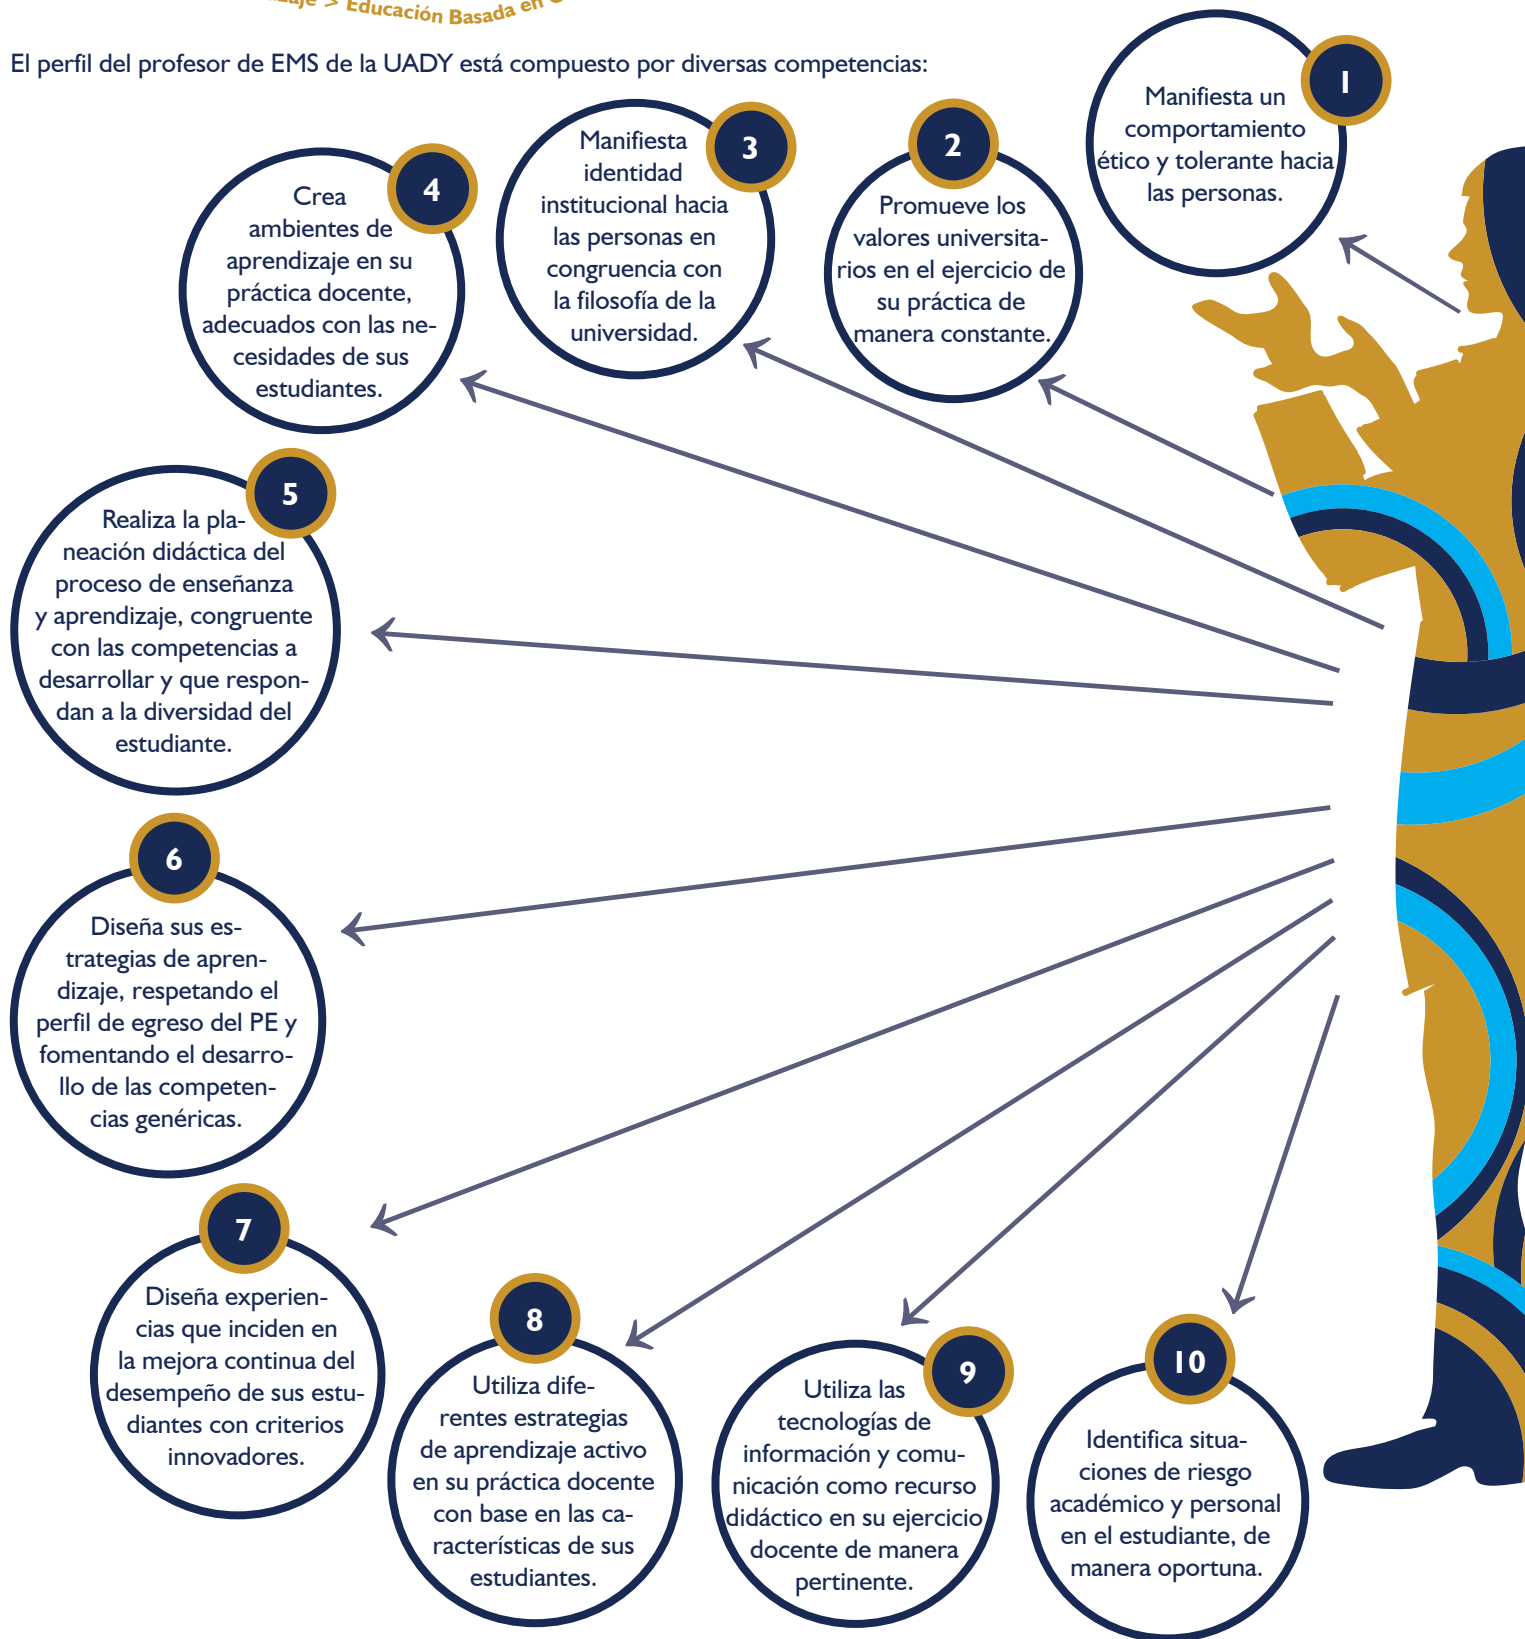 > Educación Basada en
El perfil del profesor de EMS de la UADY está compuesto por diversas competencias:
1
Manifiesta un
comportamiento
ético y tolerante hacia
las personas.
2
Promueve los
valores universita-
rios en el ejercicio de
su práctica de
manera constante.
3
Manifiesta
identidad
institucional hacia
las personas en
congruencia con
la filosofía de la
universidad.
4
Crea
ambientes de
aprendizaje en su
práctica docente,
adecuados con las ne-
cesidades de sus
estudiantes.
5
Realiza la pla-
neación didáctica del
proceso de enseñanza
y aprendizaje, congruente
con las competencias a
desarrollar y que respon-
dan a la diversidad del
estudiante.
6
Diseña sus es-
trategias de apren-
dizaje, respetando el
perfil de egreso del PE y
fomentando el desarro-
llo de las competen-
cias genéricas.
7
Diseña experien-
cias que inciden en
la mejora continua del
desempeño de sus estu-
diantes con criterios
innovadores.
8
Utiliza dife-
rentes estrategias
de aprendizaje activo
en su práctica docente
con base en las ca-
racterísticas de sus
estudiantes.
9
Utiliza las
tecnologías de
información y comu-
nicación como recurso
didáctico en su ejercicio
docente de manera
pertinente.
10
Identifica situa-
ciones de riesgo
académico y personal
en el estudiante, de
manera oportuna.